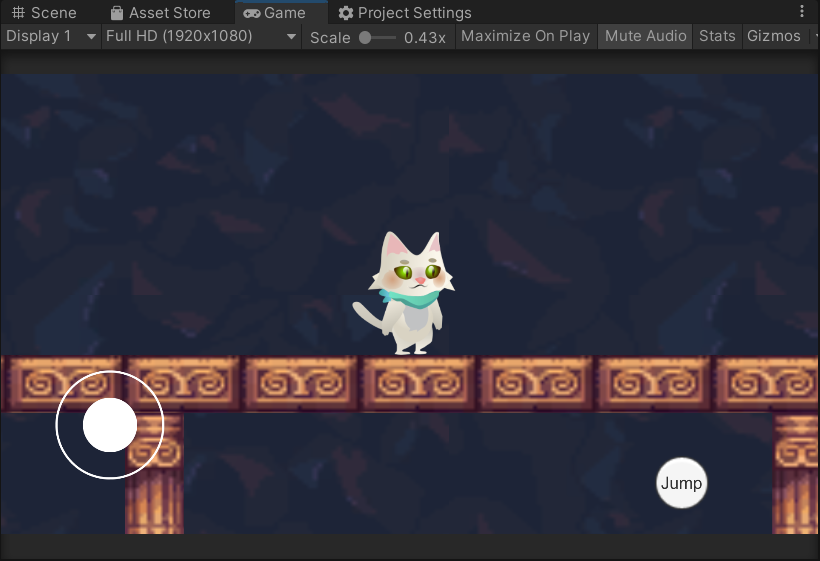 Scene Asset Store Game Project Settings
Display 1 Full HD (1920x1080) Scale 0.43x Maximize On Play Mute Audio Stats Gizmos
Jump